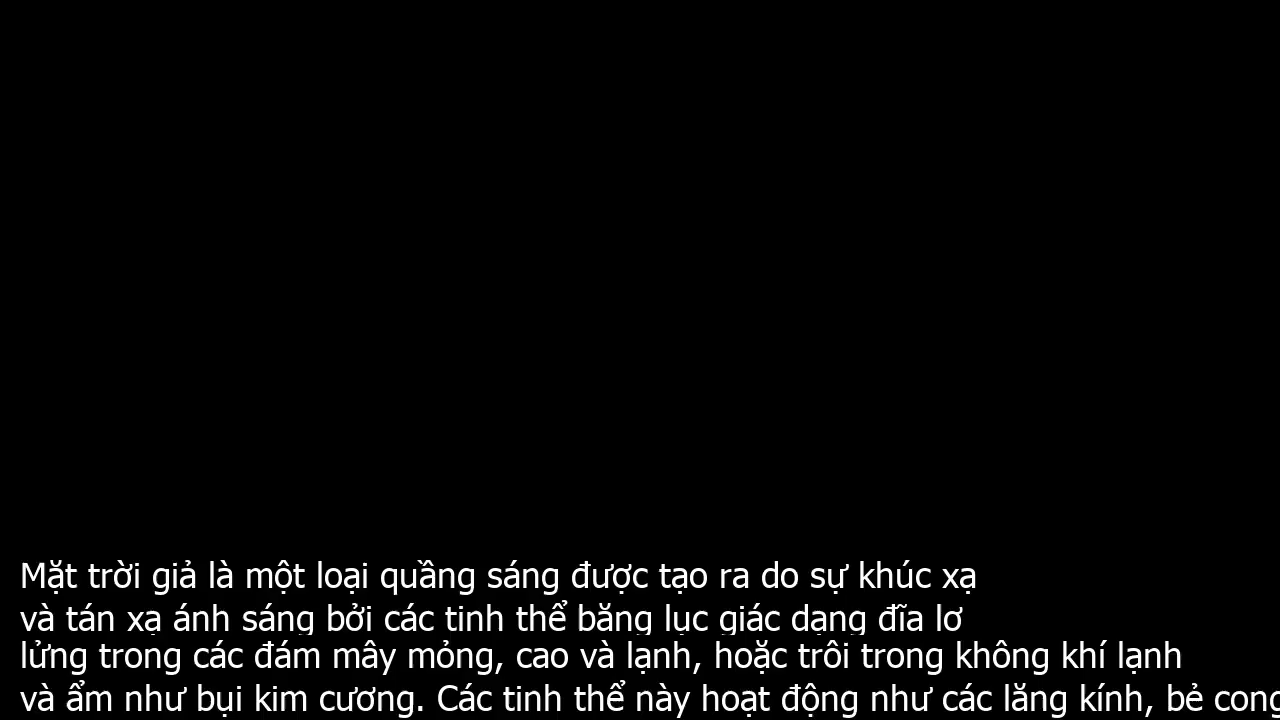 Mặt trời giả là một loại quầng sáng được tạo ra do sự khúc xạ
và tán xạ ánh sáng bởi các tinh thể băng lục giác dạng đĩa lơ
lửng trong các đám mây mỏng, cao và lạnh, hoặc trôi trong không khí lạnh
và ẩm như bụi kim cương. Các tinh thể này hoạt động như các lăng kính, bẻ cong